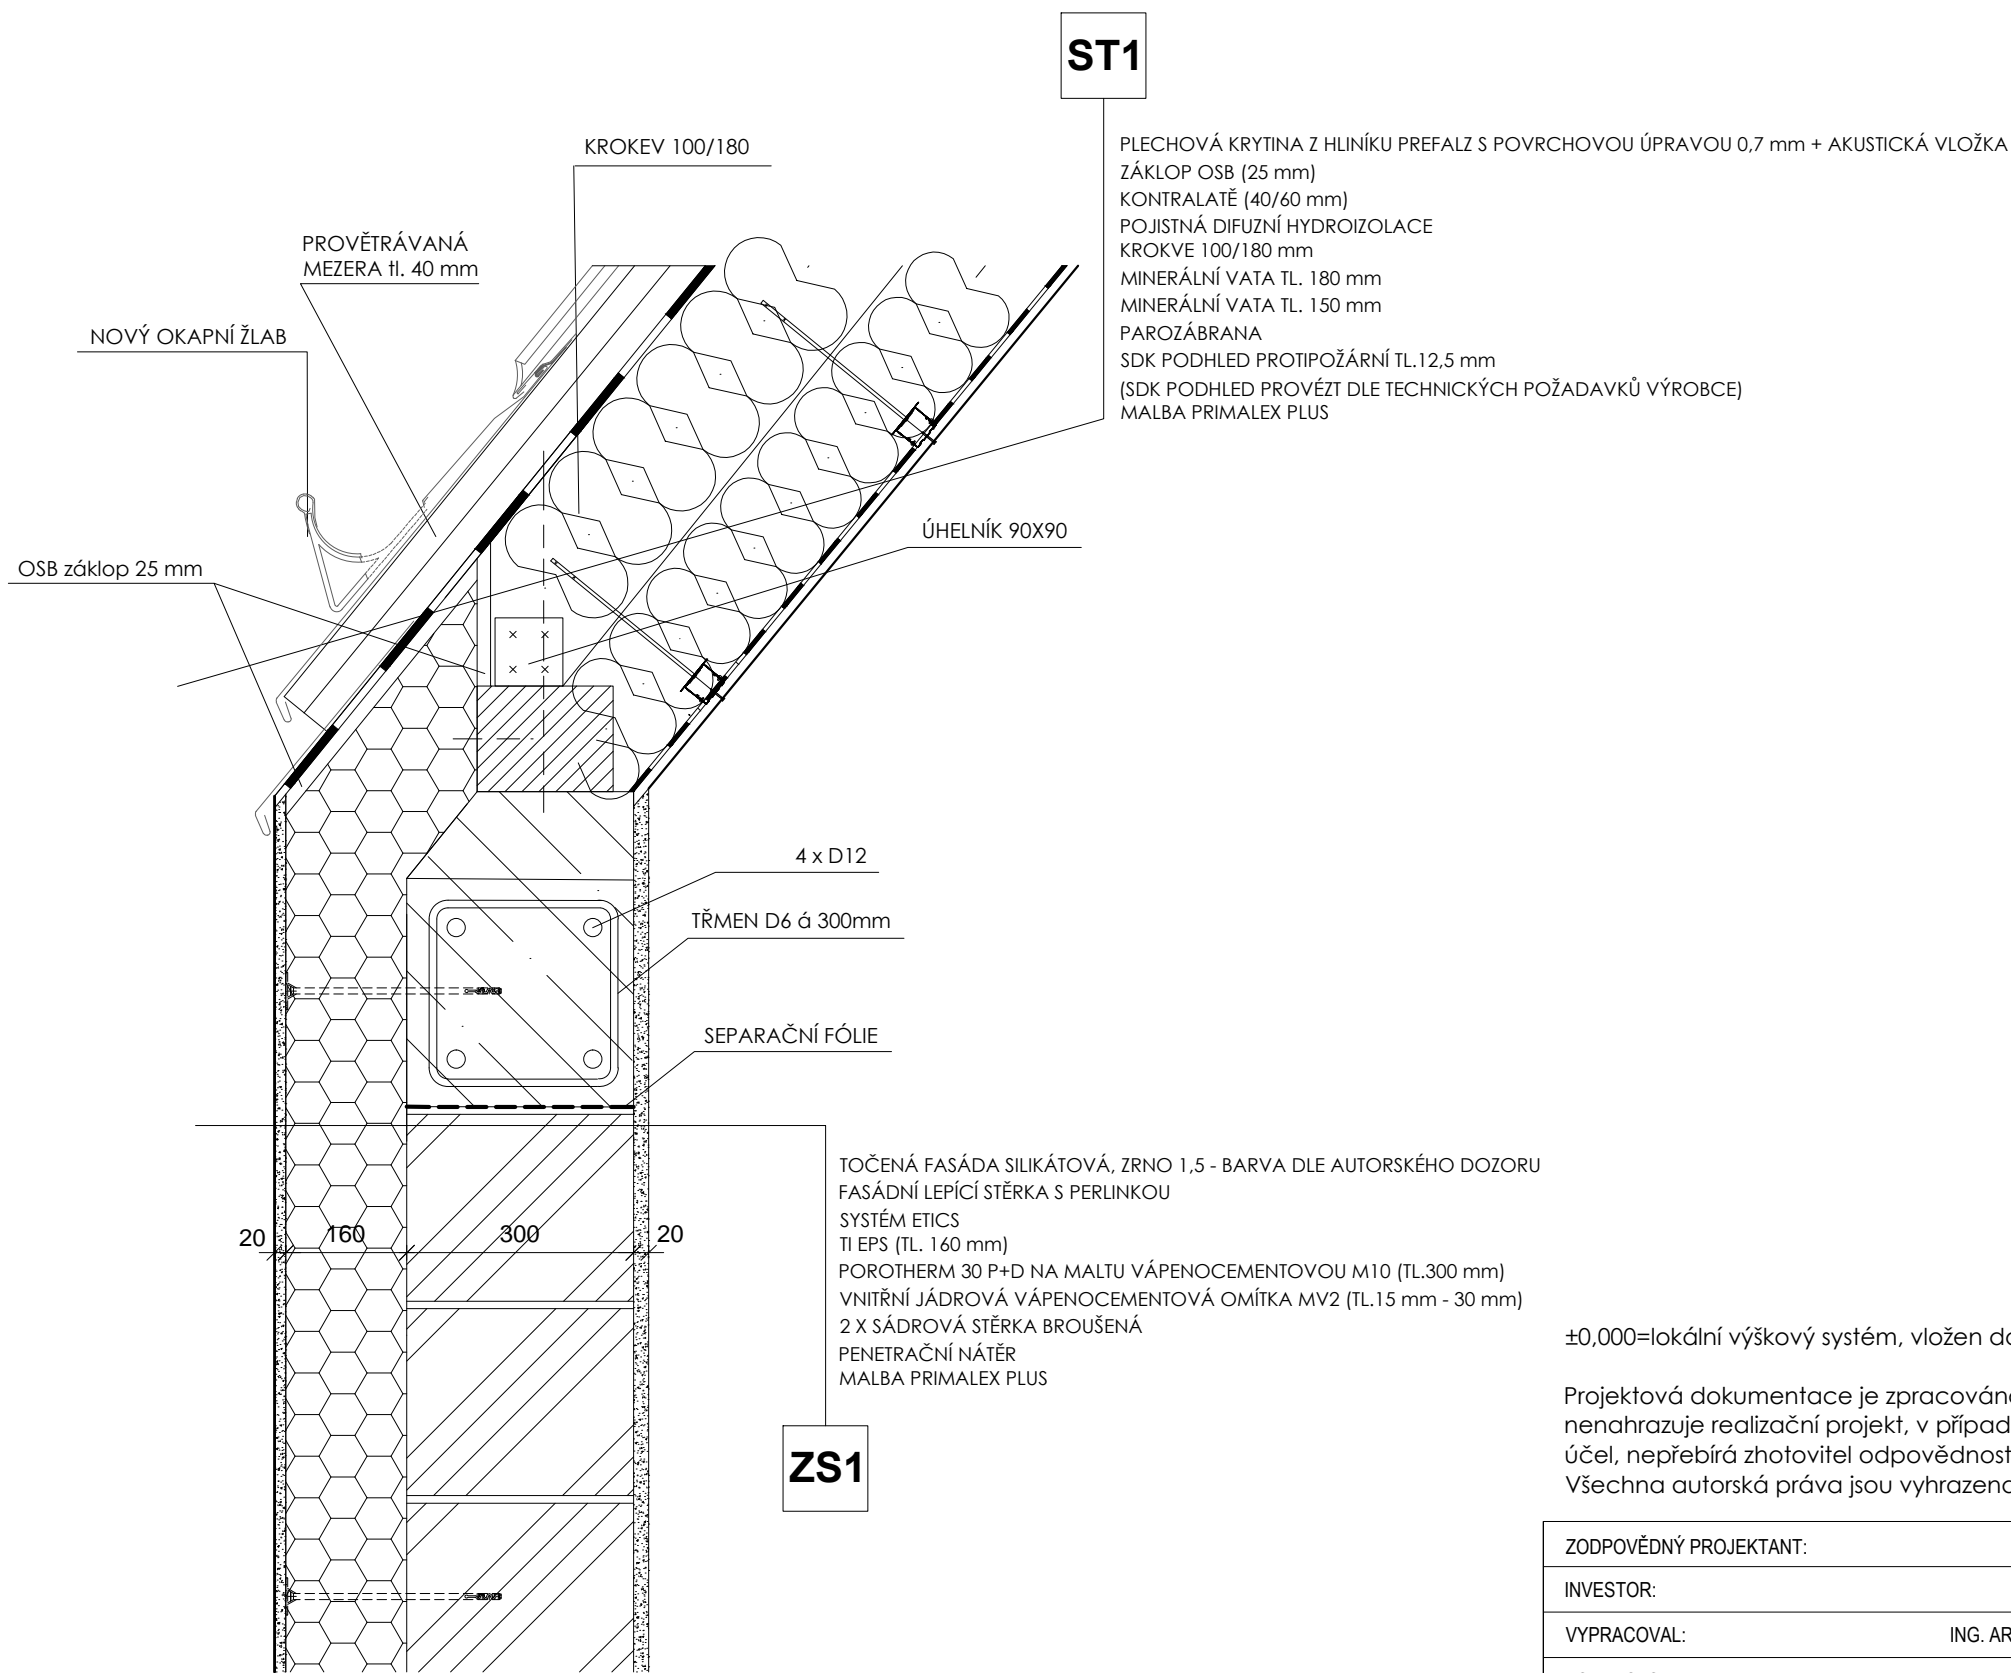 ST1
PLECHOVÁ KRYTINA Z HLINÍKU PREFALZ S POVRCHOVOU ÚPRAVOU 0,7 mm + AKUSTICKÁ VLOŽKA
ZÁKLOP OSB (25 mm)
KONTRALATĚ (40/60 mm)
POJISTNÁ DIFUZNÍ HYDROIZOLACE
KROKVE 100/180 mm
MINERÁLNÍ VATA TL. 180 mm
MINERÁLNÍ VATA TL. 150 mm
PAROZÁBRANA
SDK PODHLED PROTIPOŽÁRNÍ TL.12,5 mm
(SDK PODHLED PROVÉZT DLE TECHNICKÝCH POŽADAVKŮ VÝROBCE)
MALBA PRIMALEX PLUS
KROKEV 100/180
PROVĚTRÁVANÁ
MEZERA tl. 40 mm
NOVÝ OKAPNÍ ŽLAB
OSB záklop 25 mm
ÚHELNÍK 90X90
4 x D12
TŘMEN D6 á 300mm
SEPARAČNÍ FÓLIE
20 160 300 20
TOČENÁ FASÁDA SILIKÁTOVÁ, ZRNO 1,5 - BARVA DLE AUTORSKÉHO DOZORU
FASÁDNÍ LEPÍCÍ STĚRKA S PERLINKOU
SYSTÉM ETICS
TI EPS (TL. 160 mm)
POROTHERM 30 P+D NA MALTU VÁPENOCEMENTOVOU M10 (TL.300 mm)
VNITŘNÍ JÁDROVÁ VÁPENOCEMENTOVÁ OMÍTKA MV2 (TL.15 mm - 30 mm)
2 X SÁDROVÁ STĚRKA BROUŠENÁ
PENETRAČNÍ NÁTĚR
MALBA PRIMALEX PLUS
ZS1
±0,000=lokální výškový systém, vložen
Projektová dokumentace je
nenahrazuje realizační projekt, v
účel, nepřebírá zhotovitel
Všechna autorská práva jsou
ZODPOVĚDNÝ PROJEKTANT:
INVESTOR:
VYPRACOVAL: ING.